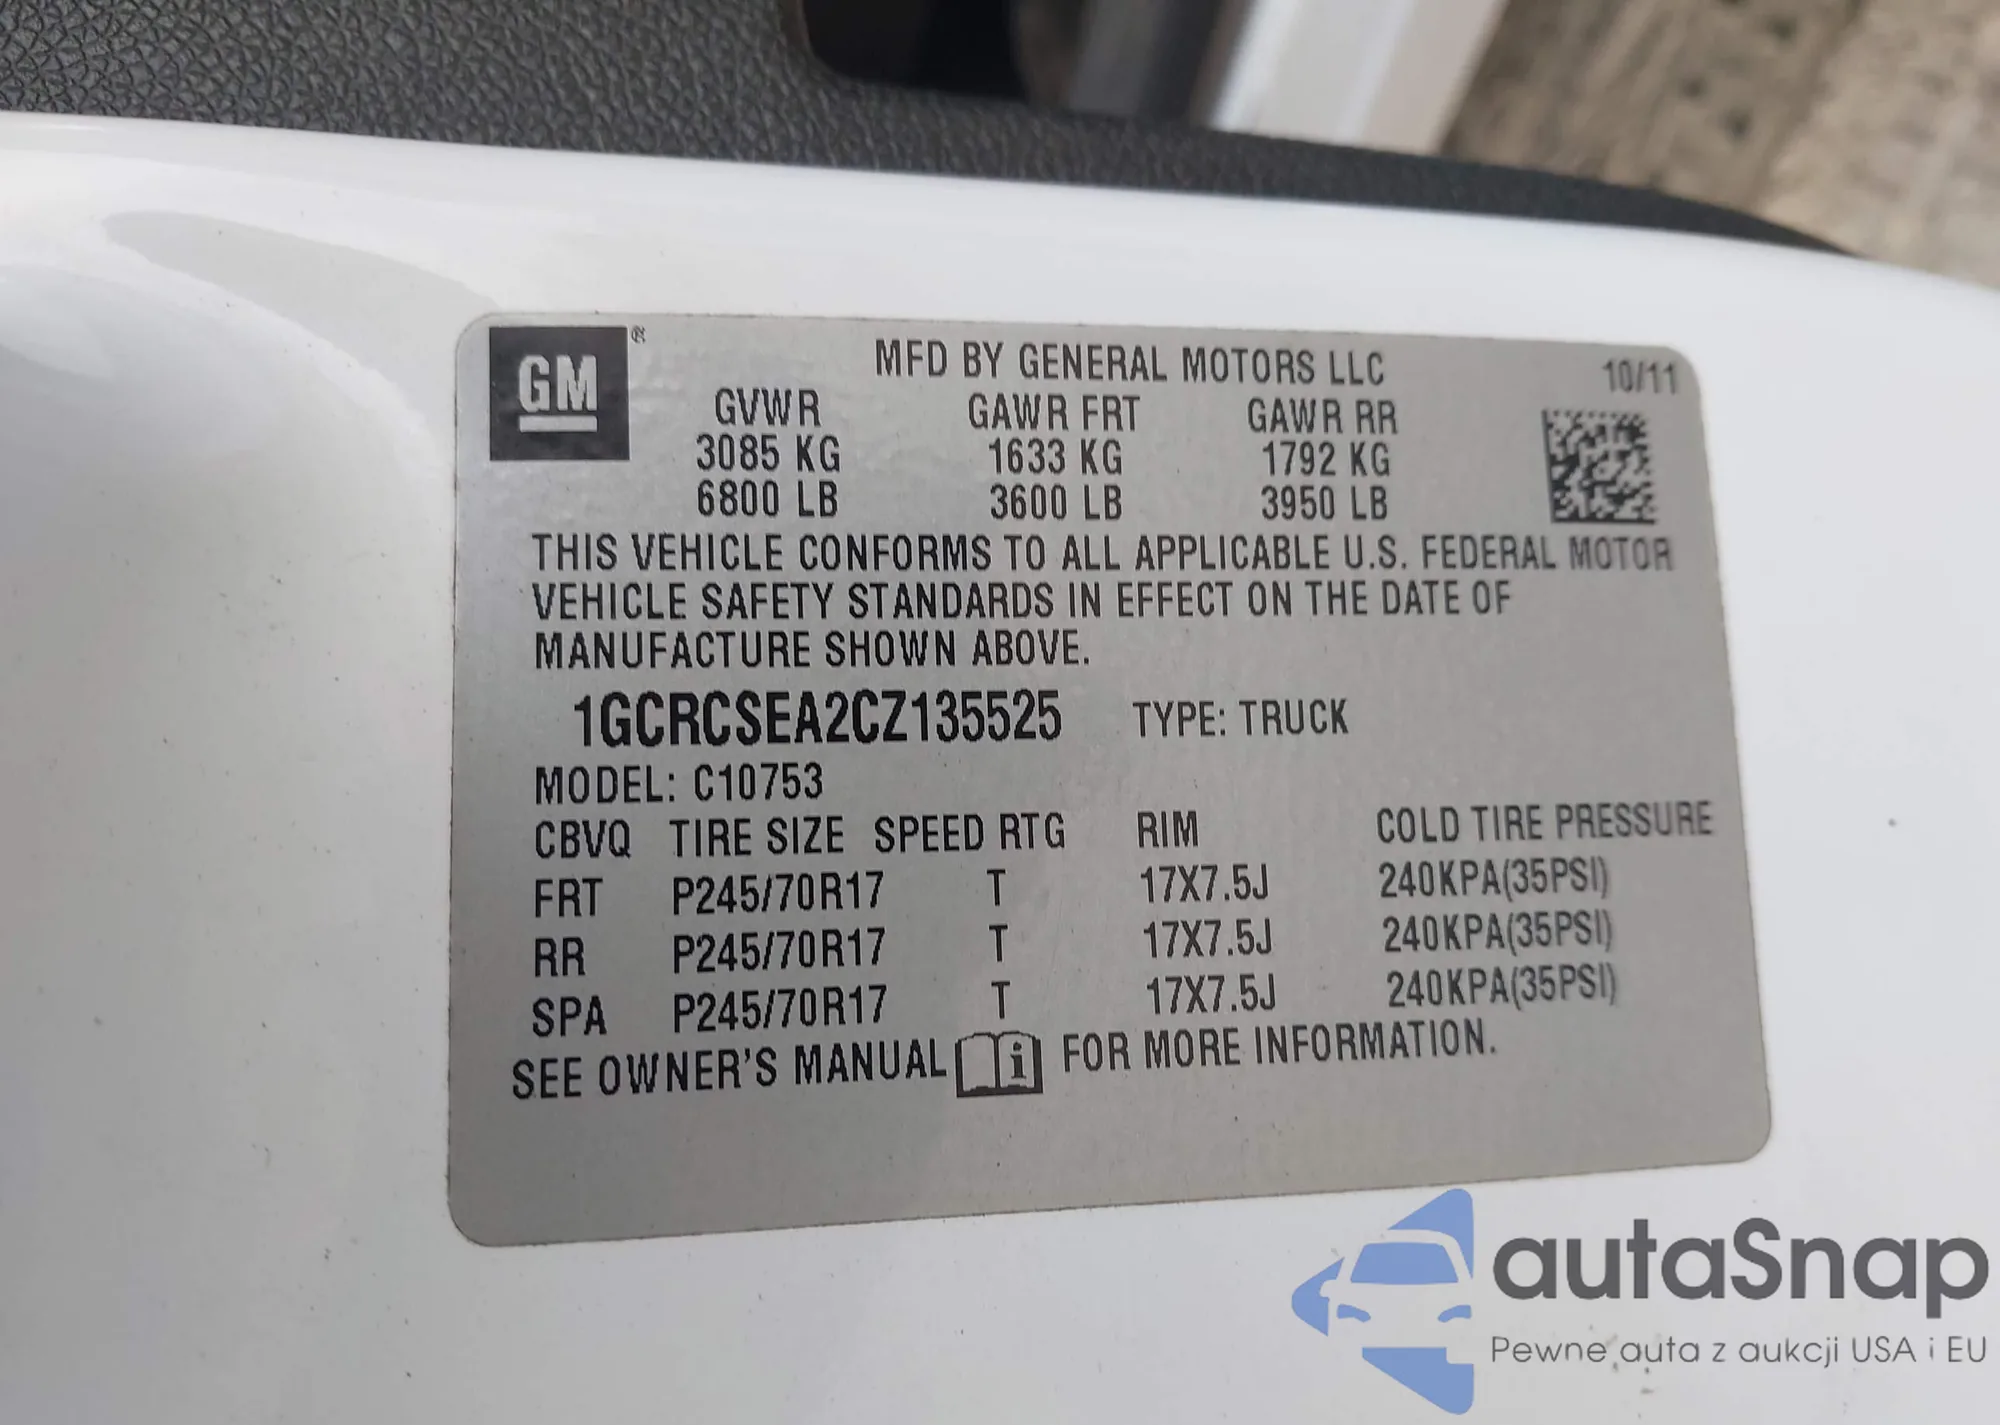 GM®
MFD BY GENERAL MOTORS LLC 10/11
GVWR GAWR FRT GAWR RR
3085 KG 1633 KG 1792 KG
6800 LB 3600 LB 3950 LB
THIS VEHICLE CONFORMS TO ALL APPLICABLE U.S. FEDERAL MOTOR
VEHICLE SAFETY STANDARDS IN EFFECT ON THE DATE OF
MANUFACTURE SHOWN ABOVE.
1GCRCSEA2CZ135525 TYPE: TRUCK
MODEL: C10753
CBVQ TIRE SIZE SPEED RTG RIM COLD TIRE PRESSURE
FRT P245/70R17 T 17X7.5J 240KPA(35PSI)
RR P245/70R17 T 17X7.5J 240KPA(35PSI)
SPA P245/70R17 T 17X7.5J 240KPA(35PSI)
SEE OWNER'S MANUAL i FOR MORE INFORMATION.
autaSnap
Pewne auta z aukcji USA i EU